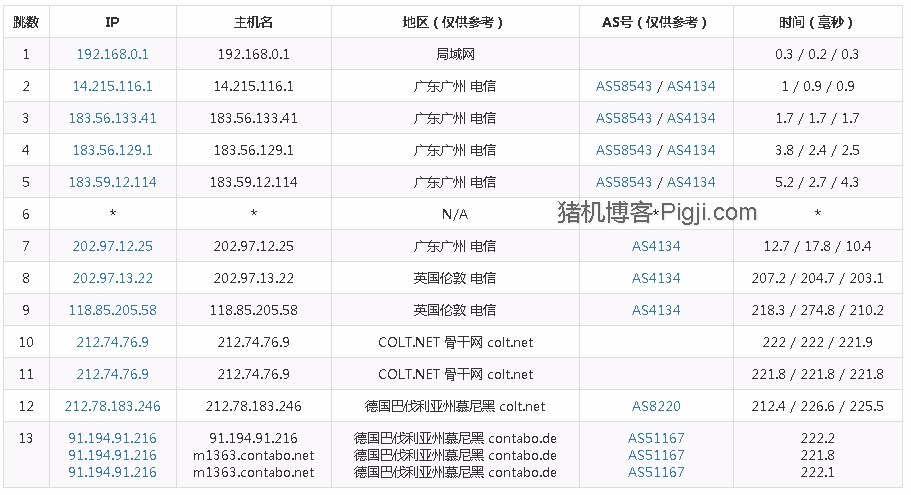 跳数 IP 主机名 地区（仅供参考） AS号（仅供参考） 时间（毫秒）
1 192.168.0.1 192.168.0.1 局域网 0.3 / 0.2 / 0.3
2 14.215.116.1 14.215.116.1 广东广州 电信 AS58543 / AS4134 1 / 0.9 / 0.9
3 183.56.133.41 183.56.133.41 广东广州 电信 AS58543 / AS4134 1.7 / 1.7 / 1.7
4 183.56.129.1 183.56.129.1 广东广州 电信 AS58543 / AS4134 3.8 / 2.4 / 2.5
5 183.59.12.114 183.59.12.114 广东广州 电信 AS58543 / AS4134 5.2 / 2.7 / 4.3
6 * * N/A * *
猪机博客-Pigji.com
7 202.97.12.25 202.97.12.25 广东广州 电信 AS4134 12.7 / 17.8 / 10.4
8 202.97.13.22 202.97.13.22 英国伦敦 电信 AS4134 207.2 / 204.7 / 203.1
9 118.85.205.58 118.85.205.58 英国伦敦 电信 AS4134 218.3 / 274.8 / 210.2
10 212.74.76.9 212.74.76.9 COLT.NET 骨干网 colt.net 222 / 222 / 221.9
11 212.74.76.9 212.74.76.9 COLT.NET 骨干网 colt.net 221.8 / 221.8 / 221.8
12 212.78.183.246 212.78.183.246 德国巴伐利亚州慕尼黑 colt.net AS8220 212.4 / 226.6 / 225.5
13 91.194.91.216 91.194.91.216 德国巴伐利亚州慕尼黑 contabo.de AS51167 222.2
91.194.91.216 m1363.contabo.net 德国巴伐利亚州慕尼黑 contabo.de AS51167 221.8
91.194.91.216 m1363.contabo.net 德国巴伐利亚州慕尼黑 contabo.de AS51167 222.1